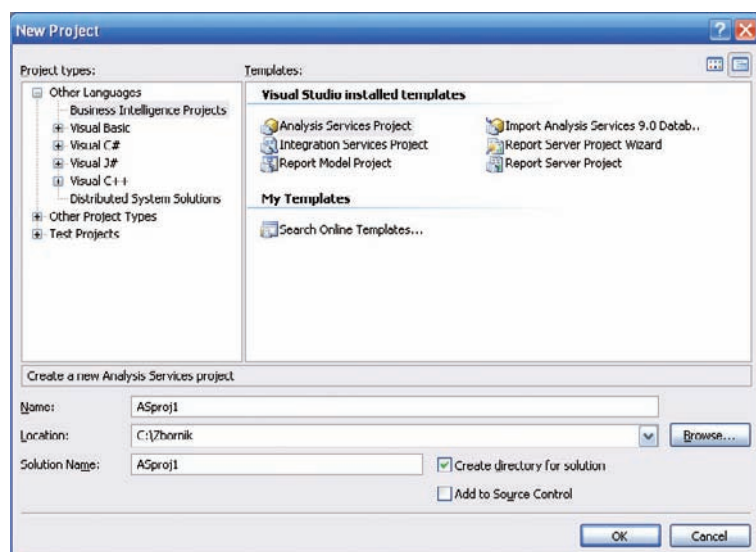 New Project
Project types:
Templates:
Other Languages
Business Intelligence Projects
Visual Basic
Visual C#
Visual J#
Visual C++
Distributed System Solutions
Other Project Types
Test Projects
Visual Studio installed templates
Analysis Services Project
Import Analysis Services 9.0 Datab..
Integration Services Project
Report Server Project Wizard
Report Model Project
Report Server Project
My Templates
Search Online Templates...
Create a new Analysis Services project
Name:
ASproj1
Location:
C:\Zbornik
Browse...
Solution Name:
ASproj1
Create directory for solution
Add to Source Control
OK
Cancel